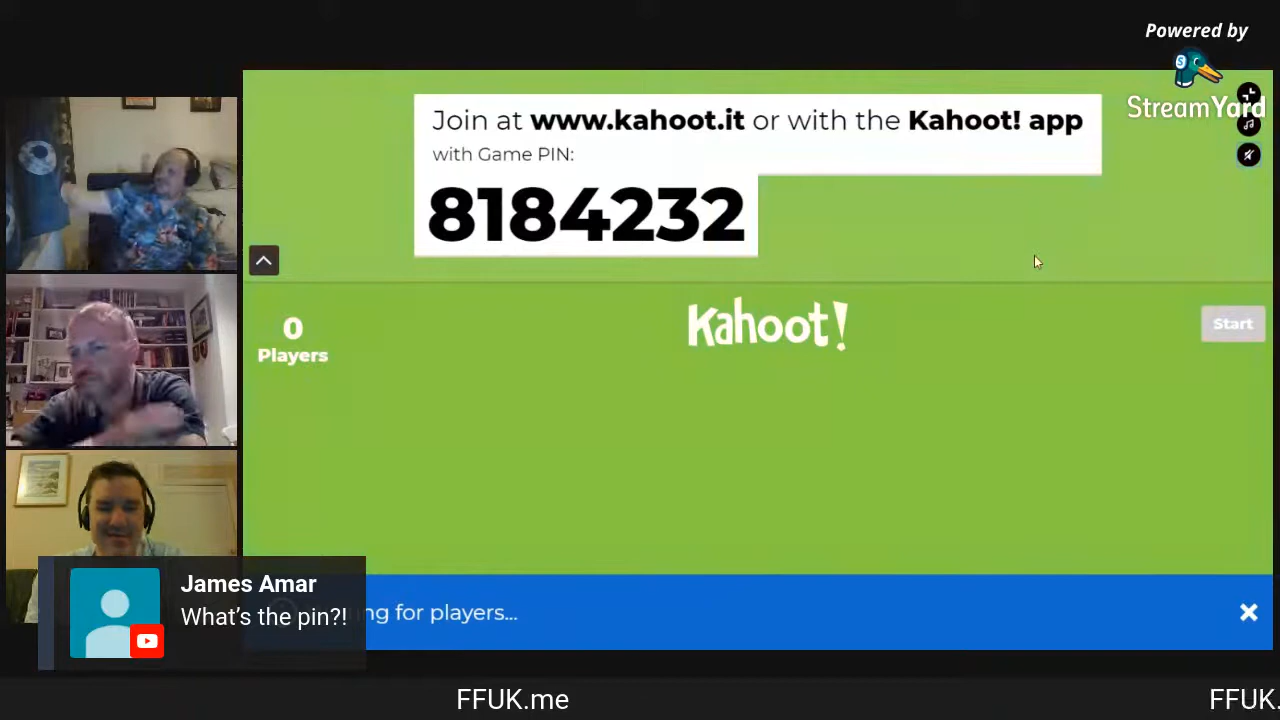 Powered by
StreamYard
Join at www.kahoot.it or with the Kahoot! app
with Game PIN:
8184232
0
Players
Kahoot!
Start
James Amar
What’s the pin?!
for players...
FFUK.me
FFUK.